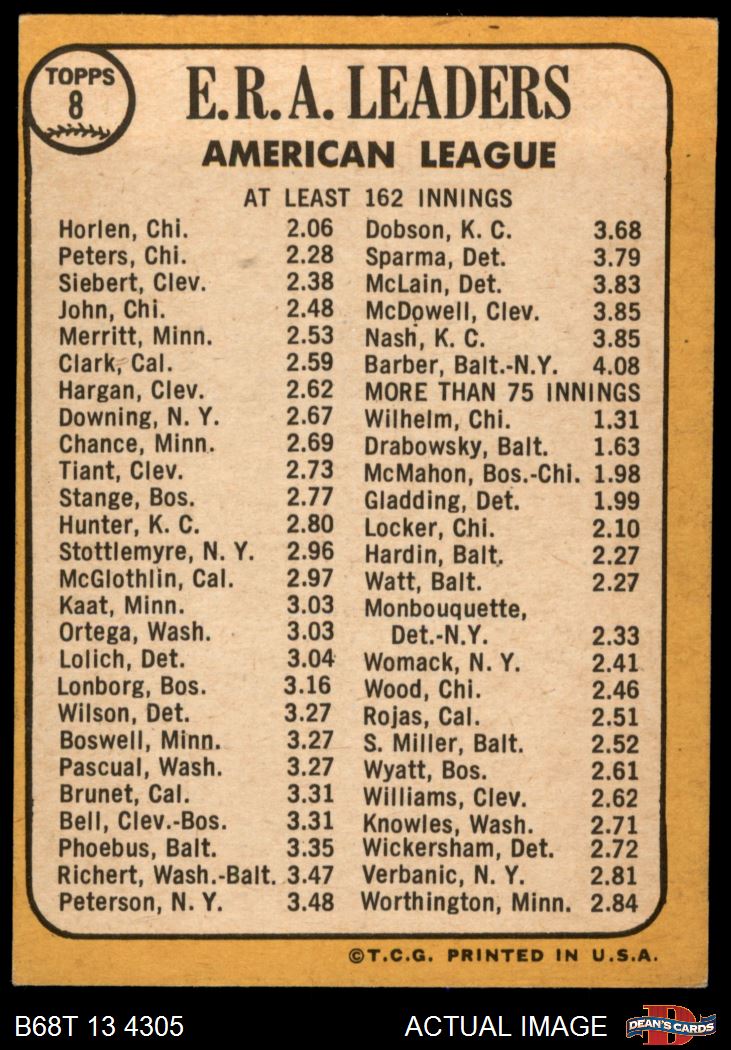 TOPPS
8
E.R.A. LEADERS
AMERICAN LEAGUE
AT LEAST 162 INNINGS
Horlen, Chi. 2.06
Peters, Chi. 2.28
Siebert, Clev. 2.38
John, Chi. 2.48
Merritt, Minn. 2.53
Clark, Cal. 2.59
Hargan, Clev. 2.62
Downing, N. Y. 2.67
Chance, Minn. 2.69
Tiant, Clev. 2.73
Stange, Bos. 2.77
Hunter, K. C. 2.80
Stottlemyre, N. Y. 2.96
McGlothlin, Cal. 2.97
Kaat, Minn. 3.03
Ortega, Wash. 3.03
Lolich, Det. 3.04
Lonborg, Bos. 3.16
Wilson, Det. 3.27
Boswell, Minn. 3.27
Pascual, Wash. 3.27
Brunet, Cal. 3.31
Bell, Clev.-Bos. 3.31
Phoebus, Balt. 3.35
Richert, Wash.-Balt. 3.47
Peterson, N. Y. 3.48
Dobson, K. C. 3.68
Sparma, Det. 3.79
McLain, Det. 3.83
McDowell, Clev. 3.85
Nash, K. C. 3.85
Barber, Balt.-N.Y. 4.08
MORE THAN 75 INNINGS
Wilhelm, Chi. 1.31
Drabowsky, Balt. 1.63
McMahon, Bos.-Chi. 1.98
Gladding, Det. 1.99
Locker, Chi. 2.10
Hardin, Balt. 2.27
Watt, Balt. 2.27
Monbouquette,
Det.-N.Y. 2.33
Womack, N. Y. 2.41
Wood, Chi. 2.46
Rojas, Cal. 2.51
S. Miller, Balt. 2.52
Wyatt, Bos. 2.61
Williams, Clev. 2.62
Knowles, Wash. 2.71
Wickersham, Det. 2.72
Verbanic, N. Y. 2.81
Worthington, Minn. 2.84
©T.C.G. PRINTED IN U.S.A.
B68T 13 4305
ACTUAL IMAGE
D
DEAN'S CARDS